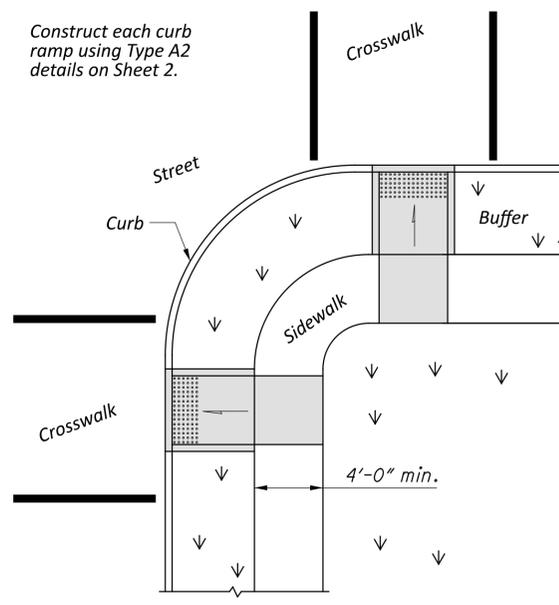 Construct each curb
ramp using Type A2
details on Sheet 2.
Crosswalk
Street
Curb
Buffer
Sidewalk
Crosswalk
4'-0" min.